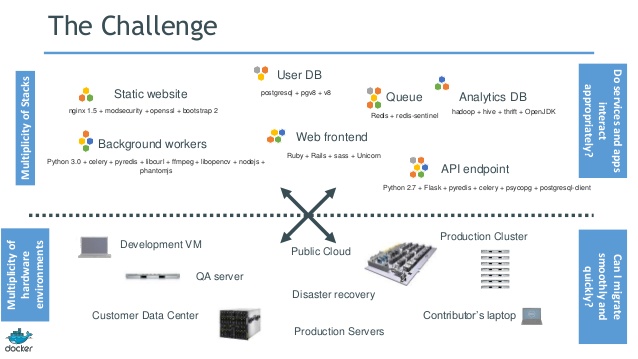 The Challenge
Multiplicity of Stacks
Static website
nginx 1.5 + modsecurity + openssl + bootstrap 2
User DB
postgresql + pgv8 + v8
Queue
Redis + redis-sentinel
Analytics DB
hadoop + hive + thrift + OpenJDK
Background workers
Python 3.0 + celery + pyredis + libcurl + ffmpeg + libopencv + nodejs +
phantomjs
Web frontend
Ruby + Rails + sass + Unicorn
API endpoint
Python 2.7 + Flask + pyredis + celery + psycopg + postgresql-client
Do services and apps
interact
appropriately?
Multiplicity of
hardware
environments
Development VM
QA server
Customer Data Center
Public Cloud
Disaster recovery
Production Servers
Production Cluster
Contributor's laptop
Can I migrate
smoothly and
quickly?
docker